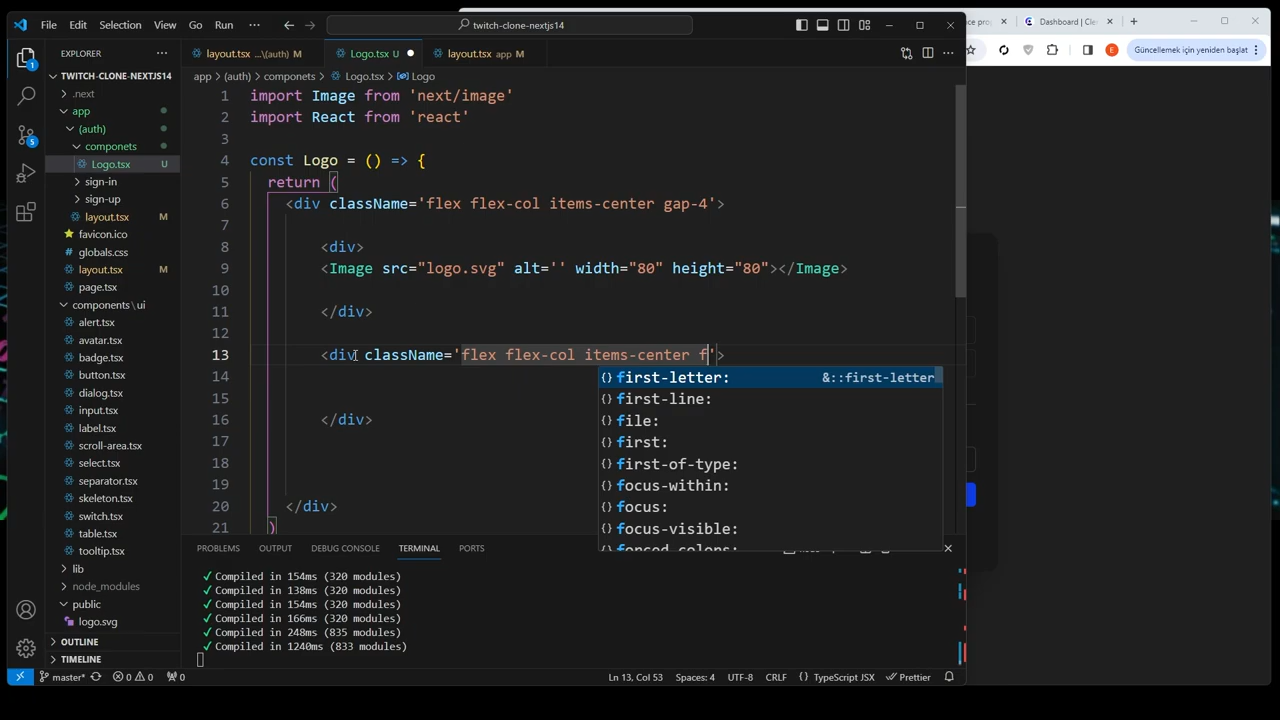 File Edit Selection View Go Run ··· twitch-clone-nextjs14
Dashboard | Cle
Güncellemek için yeniden başlat
E
EXPLORER ···
layout.tsx ...\(auth) M Logo.tsx U layout.tsx app M
app > (auth) > componets > Logo.tsx > Logo
TWITCH-CLONE-NEXTJS14
.next
app
(auth)
componets
Logo.tsx U
sign-in
sign-up
layout.tsx M
favicon.ico
globals.css
layout.tsx M
page.tsx
components \ ui
alert.tsx
avatar.tsx
badge.tsx
button.tsx
dialog.tsx
input.tsx
label.tsx
scroll-area.tsx
select.tsx
separator.tsx
skeleton.tsx
switch.tsx
table.tsx
tooltip.tsx
lib
node_modules
public
logo.svg
OUTLINE
TIMELINE
1 import Image from 'next/image'
2 import React from 'react'
3
4 const Logo = () => {
5 return (
6 <div className='flex flex-col items-center gap-4'>
7
8 <div>
9 <Image src="logo.svg" alt='' width="80" height="80"></Image>
10
11 </div>
12
13 <div className='flex flex-col items-center f'>
14
15
16 </div>
17
18
19
20 </div>
21 )
first-letter: &::first-letter
first-line:
file:
first:
first-of-type:
focus-within:
focus:
focus-visible:
forced-colors:
PROBLEMS OUTPUT DEBUG CONSOLE TERMINAL PORTS
✓ Compiled in 154ms (320 modules)
✓ Compiled in 138ms (320 modules)
✓ Compiled in 154ms (320 modules)
✓ Compiled in 166ms (320 modules)
✓ Compiled in 248ms (835 modules)
✓ Compiled in 1240ms (833 modules)
master* 0 0 0 Ln 13, Col 53 Spaces: 4 UTF-8 CRLF {} TypeScript JSX Prettier
1
5